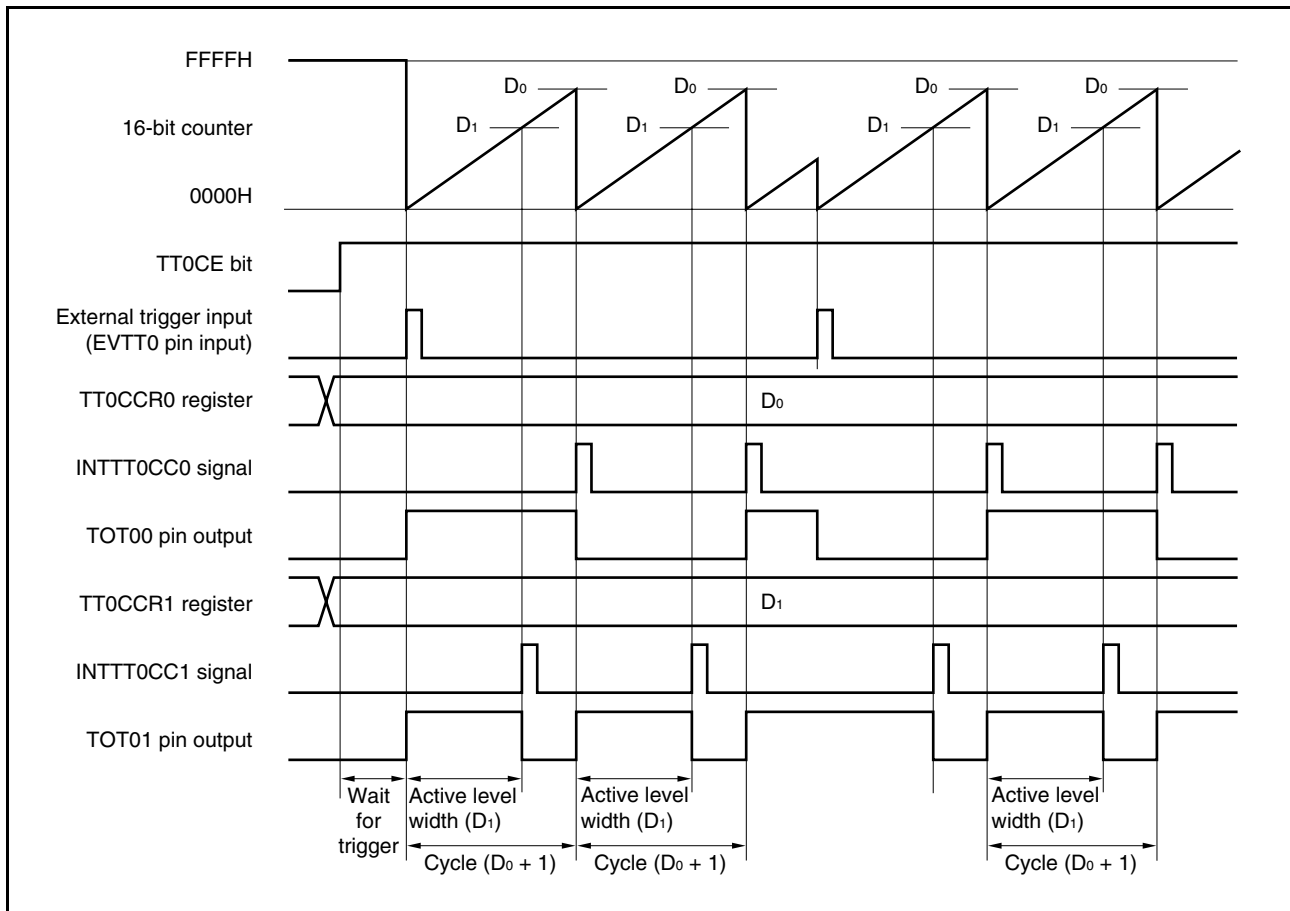 FFFFH
D0
D0
D0
D0
16-bit counter
D1
D1
D1
D1
0000H
TT0CE bit
External trigger input
(EVTT0 pin input)
TT0CCR0 register
D0
INTTT0CC0 signal
TOT00 pin output
TT0CCR1 register
D1
INTTT0CC1 signal
TOT01 pin output
Wait
for
trigger
Active level
width (D1)
Active level
width (D1)
Active level
width (D1)
Cycle (D0 + 1)
Cycle (D0 + 1)
Cycle (D0 + 1)